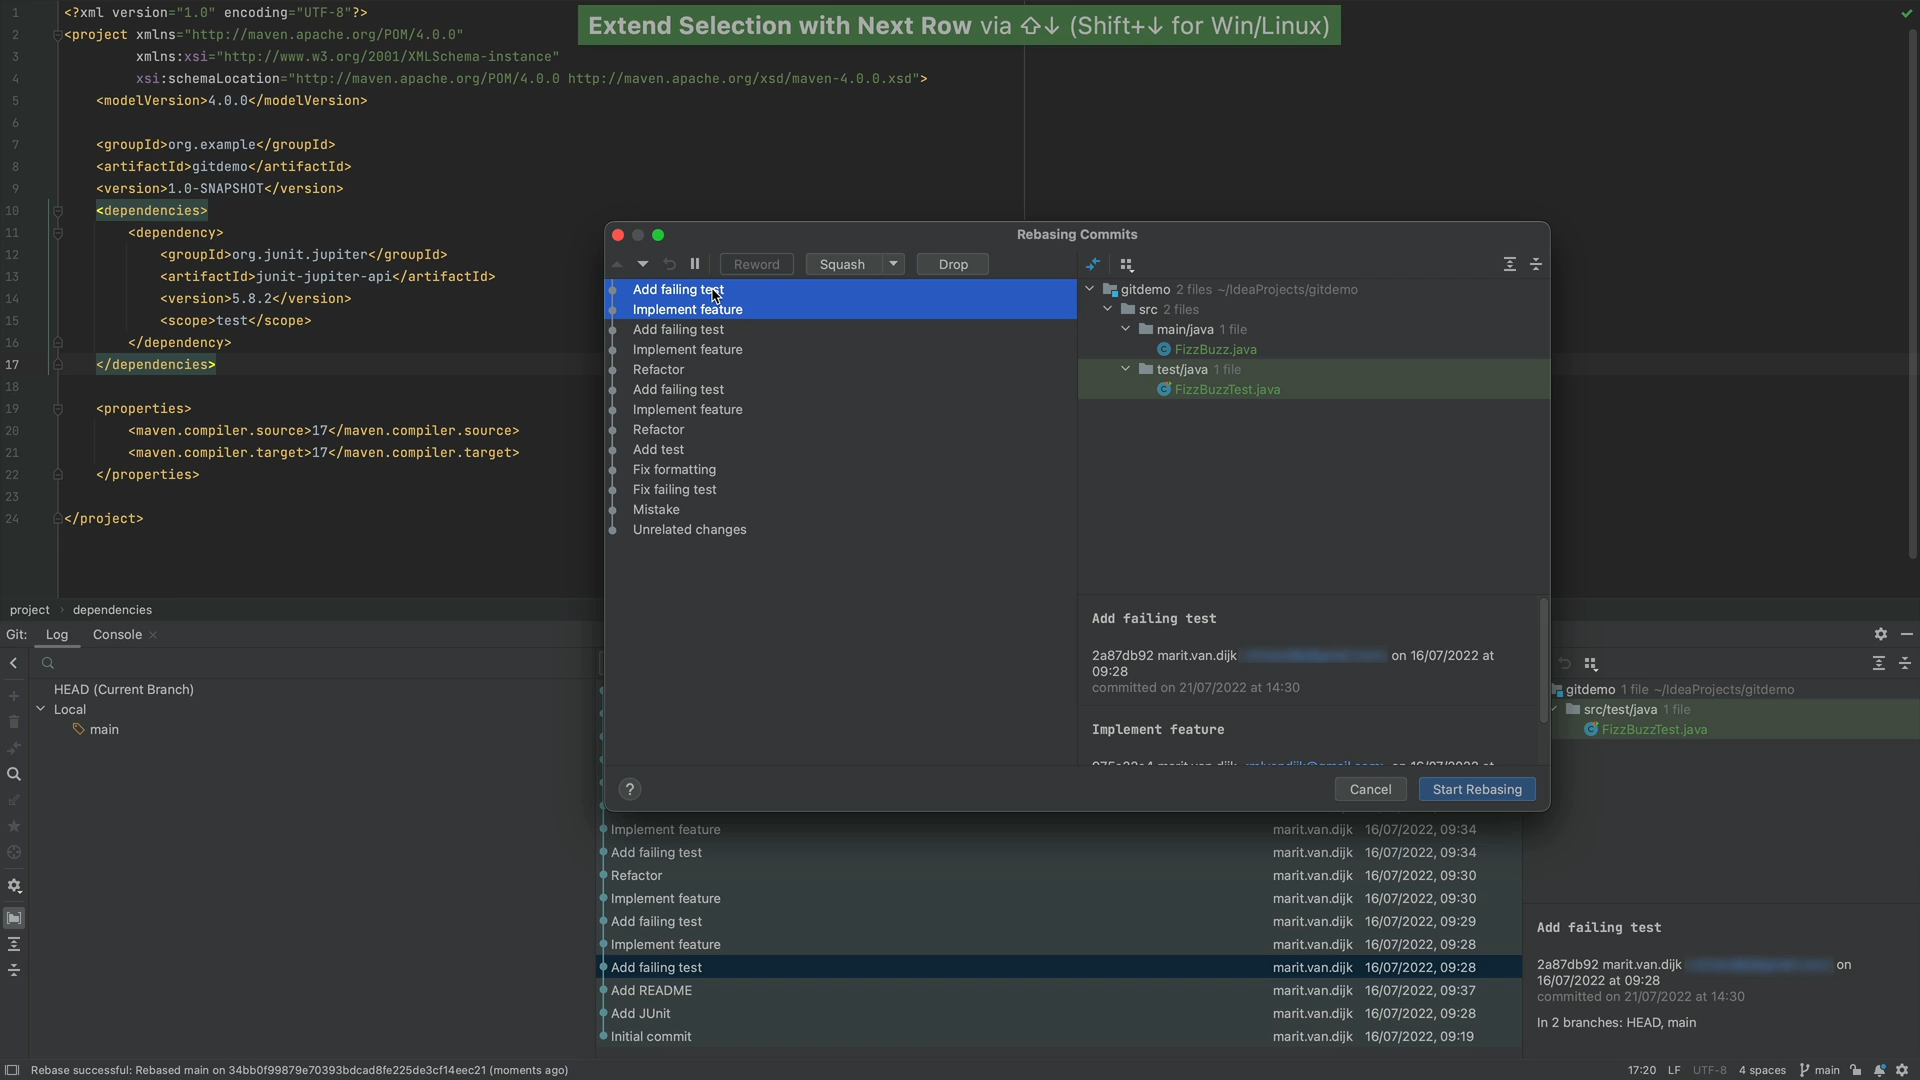 Extend Selection with Next Row via ⇧↓ (Shift+↓ for Win/Linux)
1 <?xml version="1.0" encoding="UTF-8"?>
2 <project xmlns="http://maven.apache.org/POM/4.0.0"
3 xmlns:xsi="http://www.w3.org/2001/XMLSchema-instance"
4 xsi:schemaLocation="http://maven.apache.org/POM/4.0.0 http://maven.apache.org/xsd/maven-4.0.0.xsd">
5 <modelVersion>4.0.0</modelVersion>
6
7 <groupId>org.example</groupId>
8 <artifactId>gitdemo</artifactId>
9 <version>1.0-SNAPSHOT</version>
10 <dependencies>
11 <dependency>
12 <groupId>org.junit.jupiter</groupId>
13 <artifactId>junit-jupiter-api</artifactId>
14 <version>5.8.2</version>
15 <scope>test</scope>
16 </dependency>
17 </dependencies>
18
19 <properties>
20 <maven.compiler.source>17</maven.compiler.source>
21 <maven.compiler.target>17</maven.compiler.target>
22 </properties>
23
24 </project>
project › dependencies
Rebasing Commits
Reword Squash Drop
Add failing test
Implement feature
Add failing test
Implement feature
Refactor
Add failing test
Implement feature
Refactor
Add test
Fix formatting
Fix failing test
Mistake
Unrelated changes
gitdemo 2 files ~/IdeaProjects/gitdemo
src 2 files
main/java 1 file
FizzBuzz.java
test/java 1 file
FizzBuzzTest.java
Add failing test
2a87db92 marit.van.dijk on 16/07/2022 at
09:28
committed on 21/07/2022 at 14:30
Implement feature
? Cancel Start Rebasing
Git: Log Console
HEAD (Current Branch)
Local
main
Implement feature marit.van.dijk 16/07/2022, 09:34
Add failing test marit.van.dijk 16/07/2022, 09:34
Refactor marit.van.dijk 16/07/2022, 09:30
Implement feature marit.van.dijk 16/07/2022, 09:30
Add failing test marit.van.dijk 16/07/2022, 09:29
Implement feature marit.van.dijk 16/07/2022, 09:28
Add failing test marit.van.dijk 16/07/2022, 09:28
Add README marit.van.dijk 16/07/2022, 09:37
Add JUnit marit.van.dijk 16/07/2022, 09:28
Initial commit marit.van.dijk 16/07/2022, 09:19
gitdemo 1 file ~/IdeaProjects/gitdemo
src/test/java 1 file
FizzBuzzTest.java
Add failing test
2a87db92 marit.van.dijk on
16/07/2022 at 09:28
committed on 21/07/2022 at 14:30
In 2 branches: HEAD, main
Rebase successful: Rebased main on 34bb0f99879e70393bdcad8fe225de3cf14eec21 (moments ago)
17:20 LF UTF-8 4 spaces main